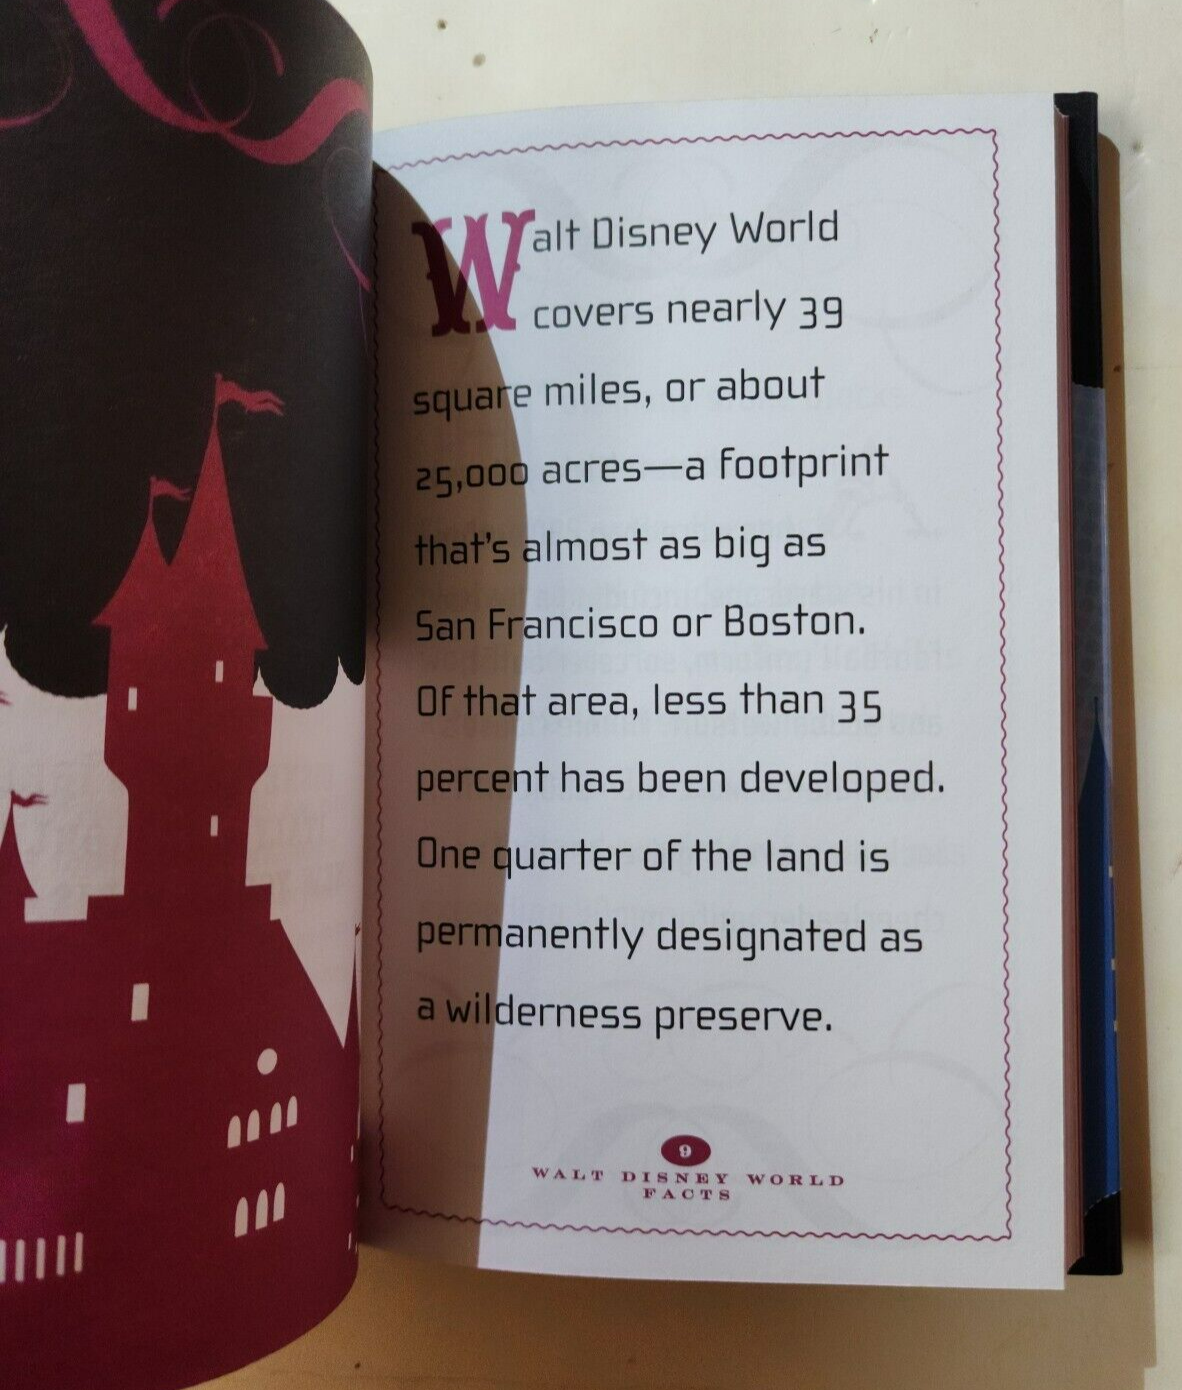 Walt Disney World
covers nearly 39
square miles, or about
25,000 acres—a footprint
that's almost as big as
San Francisco or Boston.
Of that area, less than 35
percent has been developed.
One quarter of the land is
permanently designated as
a wilderness preserve.
9
WALT DISNEY WORLD
FACTS